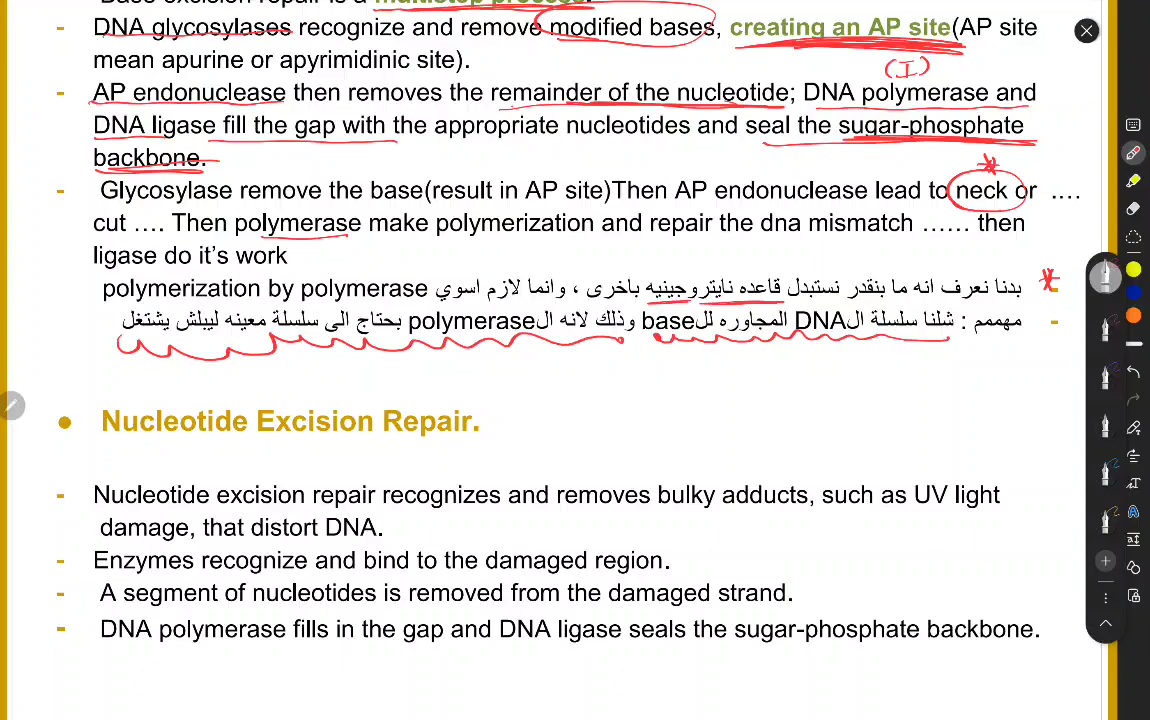 Base excision repair is a multistep process.
- DNA glycosylases recognize and remove modified bases, creating an AP site(AP site
mean apurine or apyrimidinic site).
(I)
- AP endonuclease then removes the remainder of the nucleotide; DNA polymerase and
DNA ligase fill the gap with the appropriate nucleotides and seal the sugar-phosphate
backbone.
- Glycosylase remove the base(result in AP site)Then AP endonuclease lead to neck or ....
cut .... Then polymerase make polymerization and repair the dna mismatch ...... then
ligase do it's work
- بدنا نعرف انه ما بنقدر نستبدل قاعده نايتروجينيه باخرى ، وانما لازم اسوي polymerization by polymerase
- مهممم : شلنا سلسلة الDNA المجاوره للbase وذلك لانه الpolymerase بحتاج الى سلسلة معينه ليبلش يشتغل
● Nucleotide Excision Repair.
- Nucleotide excision repair recognizes and removes bulky adducts, such as UV light
damage, that distort DNA.
- Enzymes recognize and bind to the damaged region.
- A segment of nucleotides is removed from the damaged strand.
- DNA polymerase fills in the gap and DNA ligase seals the sugar-phosphate backbone.